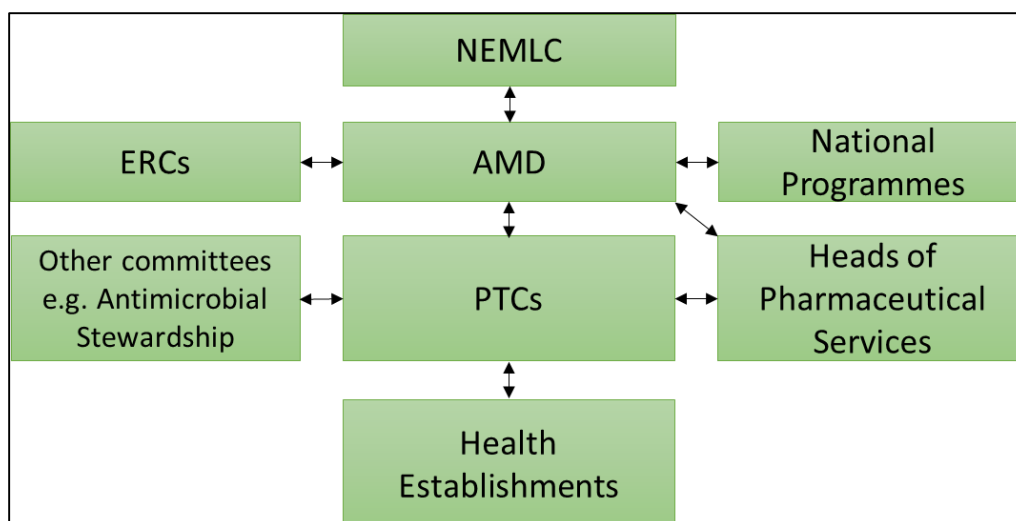 NEMLC
ERCs
AMD
National
Programmes
Other committees
e.g. Antimicrobial
Stewardship
PTCs
Heads of
Pharmaceutical
Services
Health
Establishments